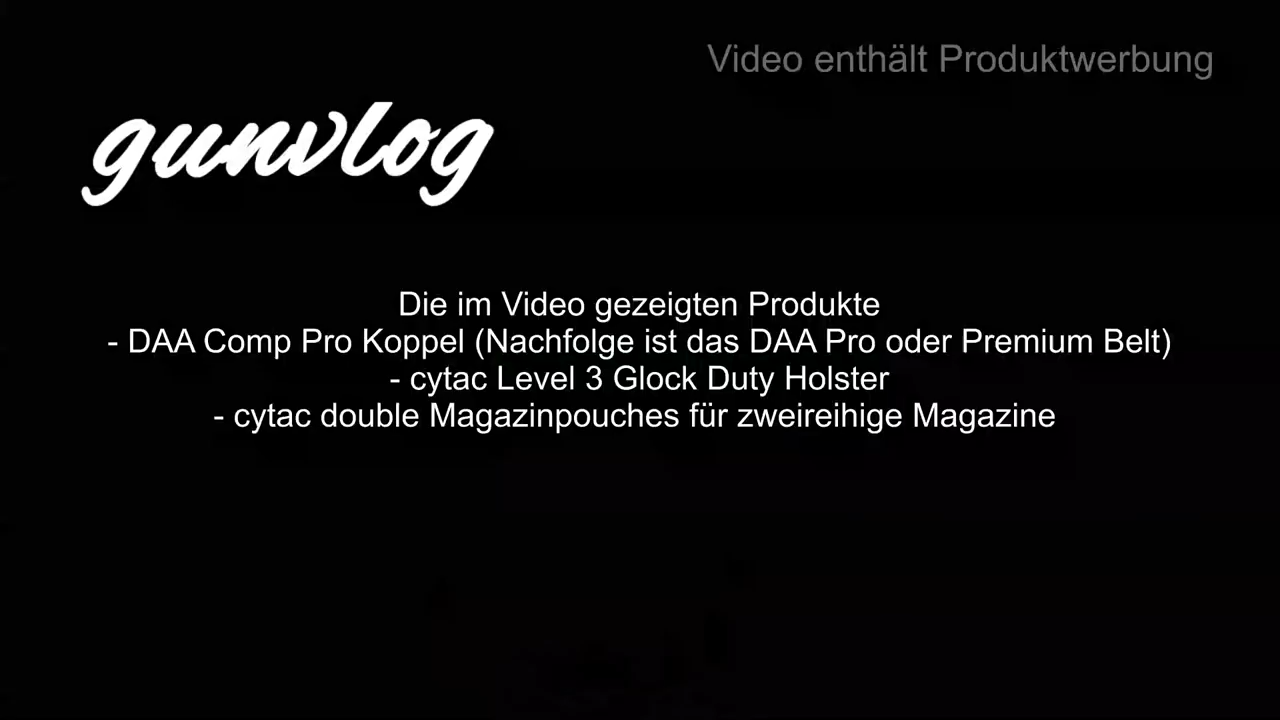 Video enthält Produktwerbung
gunvlog
Die im Video gezeigten Produkte
- DAA Comp Pro Koppel (Nachfolge ist das DAA Pro oder Premium Belt)
- cytac Level 3 Glock Duty Holster
- cytac double Magazinpouches für zweireihige Magazine